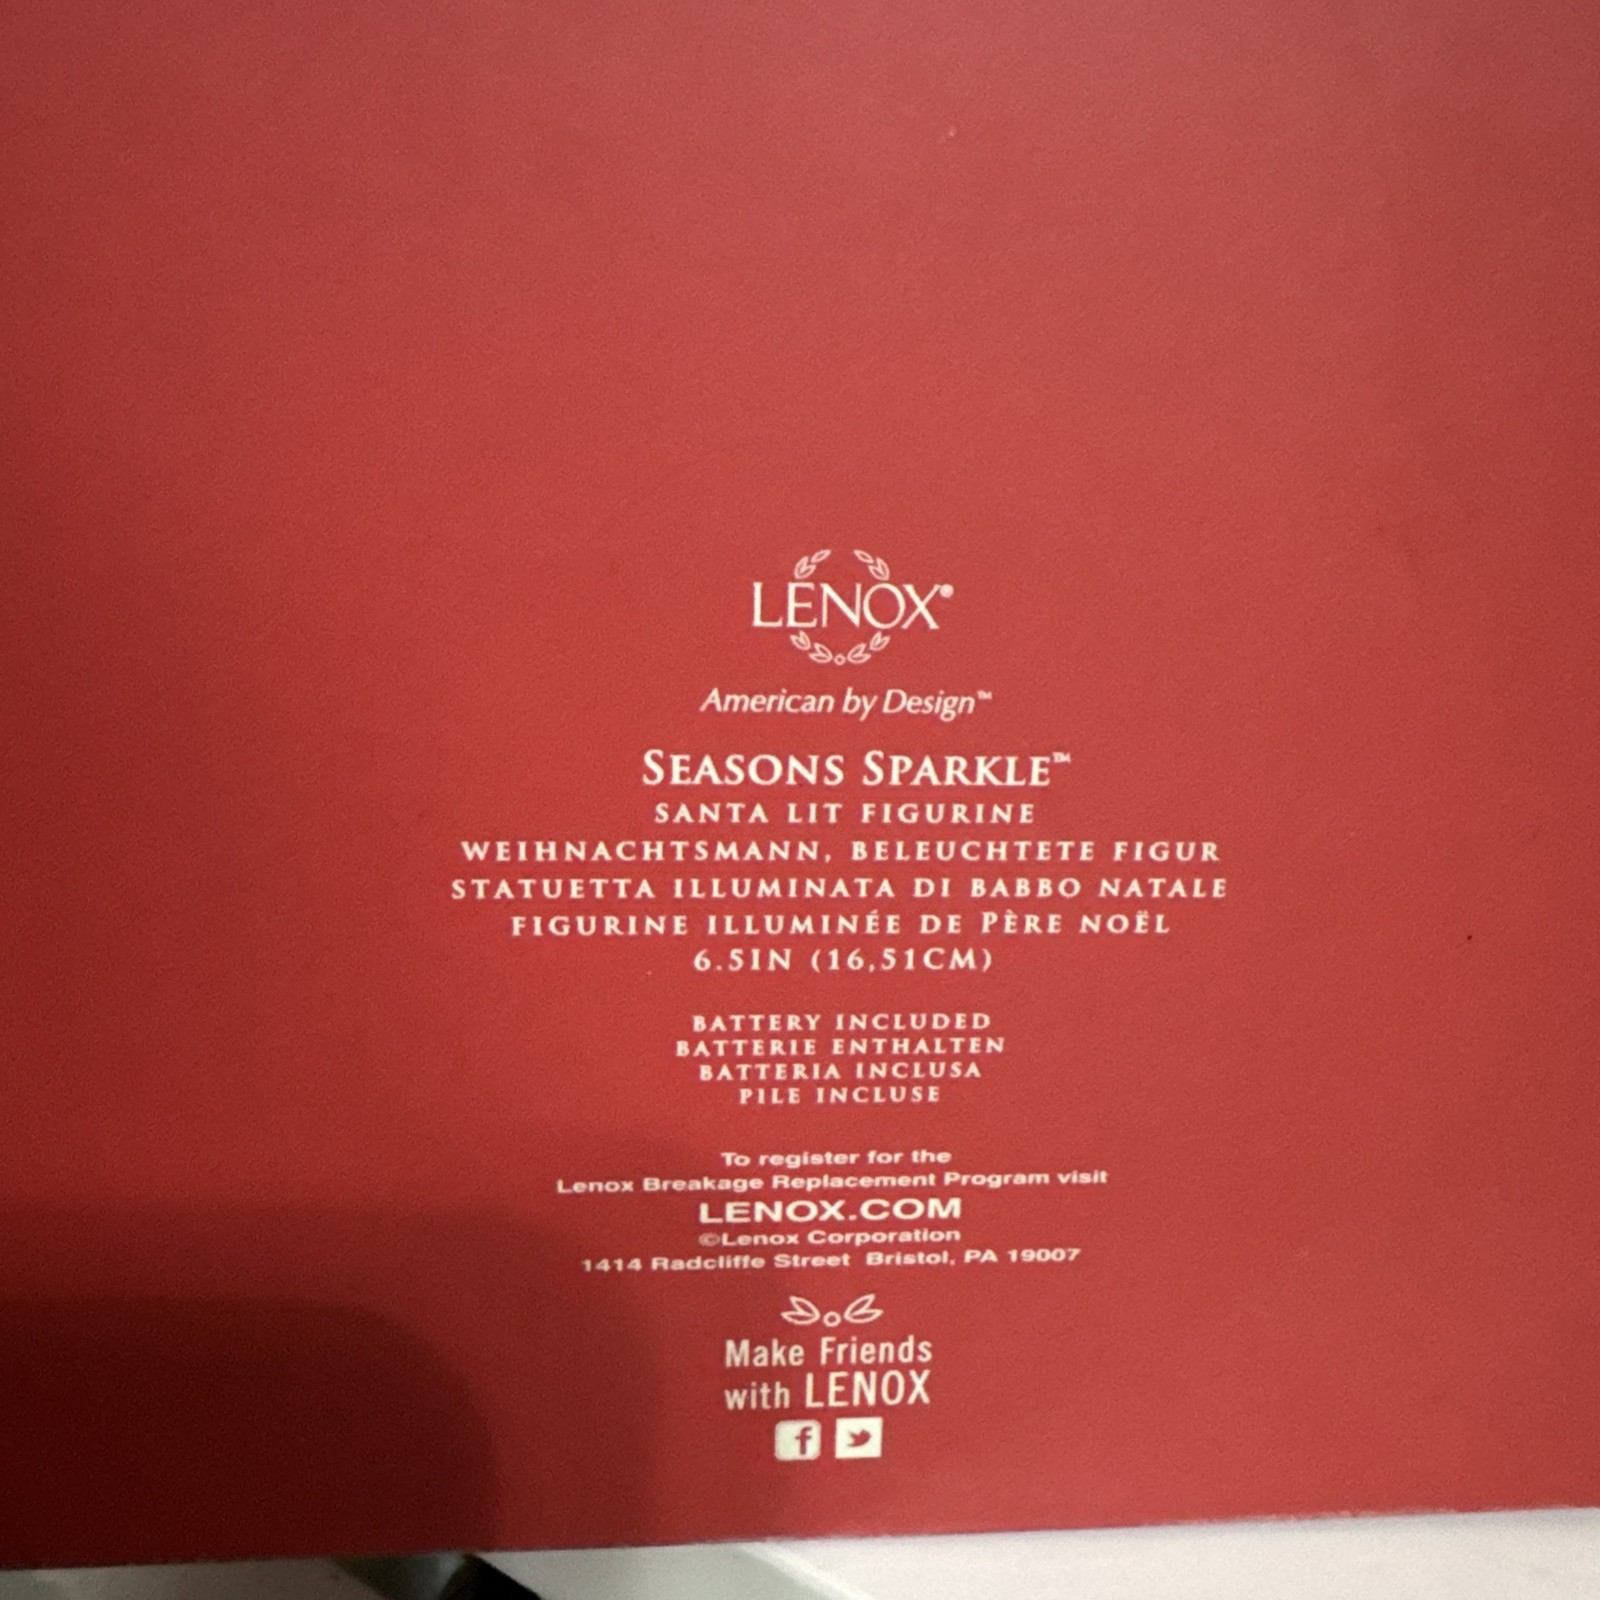 LENOX®
American by Design™
SEASONS SPARKLE™
SANTA LIT FIGURINE
WEIHNACHTSMANN, BELEUCHTETE FIGUR
STATUETTA ILLUMINATA DI BABBO NATALE
FIGURINE ILLUMINÉE DE PÈRE NOËL
6.5IN (16,51CM)
BATTERY INCLUDED
BATTERIE ENTHALTEN
BATTERIA INCLUSA
PILE INCLUSE
To register for the
Lenox Breakage Replacement Program visit
LENOX.COM
©Lenox Corporation
1414 Radcliffe Street Bristol, PA 19007
Make Friends
with LENOX
f